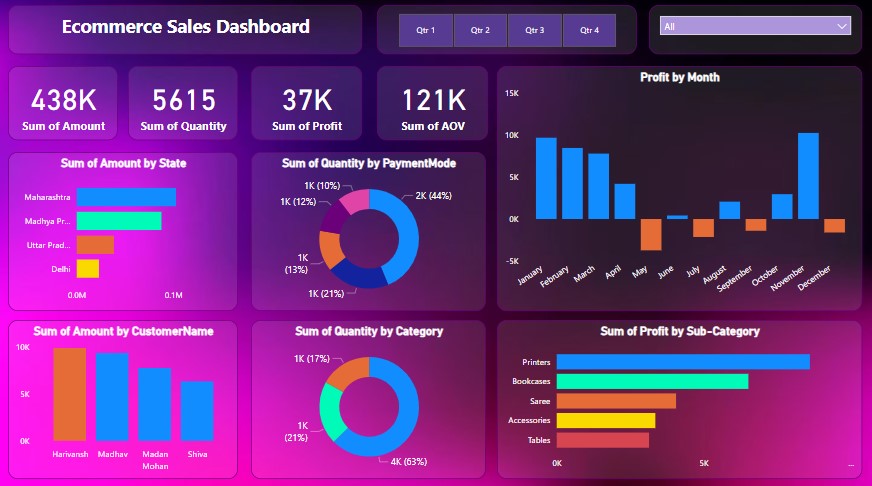 Ecommerce Sales Dashboard
Qtr 1
Qtr 2
Qtr 3
Qtr 4
All
438K
Sum of Amount
5615
Sum of Quantity
37K
Sum of Profit
121K
Sum of AOV
Profit by Month
15K
10K
5K
0K
-5K
January
February
March
April
May
June
July
August
September
October
November
December
Sum of Amount by State
Maharashtra
Madhya Pr...
Uttar Prad...
Delhi
0.0M
0.1M
Sum of Quantity by PaymentMode
1K (10%)
1K (12%)
1K
(13%)
1K (21%)
2K (44%)
Sum of Amount by CustomerName
10K
5K
0K
Harivansh
Madhav
Madan
Mohan
Shiva
Sum of Quantity by Category
1K (17%)
1K
(21%)
4K (63%)
Sum of Profit by Sub-Category
Printers
Bookcases
Saree
Accessories
Tables
0K
5K
...